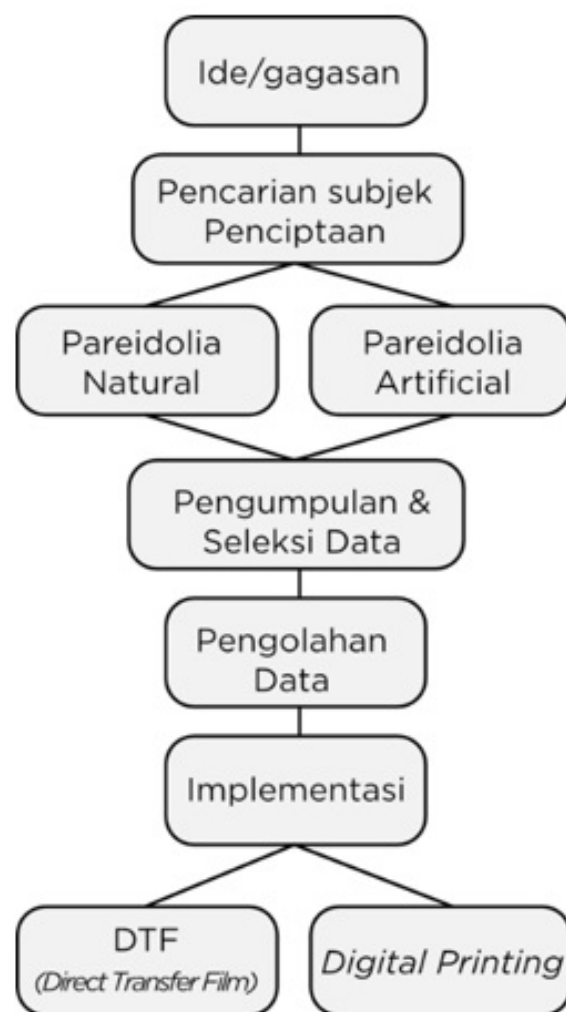 Ide/gagasan
Pencarian subjek
Penciptaan
Pareidolia
Natural
Pareidolia
Artificial
Pengumpulan &
Seleksi Data
Pengolahan
Data
Implementasi
DTF
(Direct Transfer Film)
Digital Printing